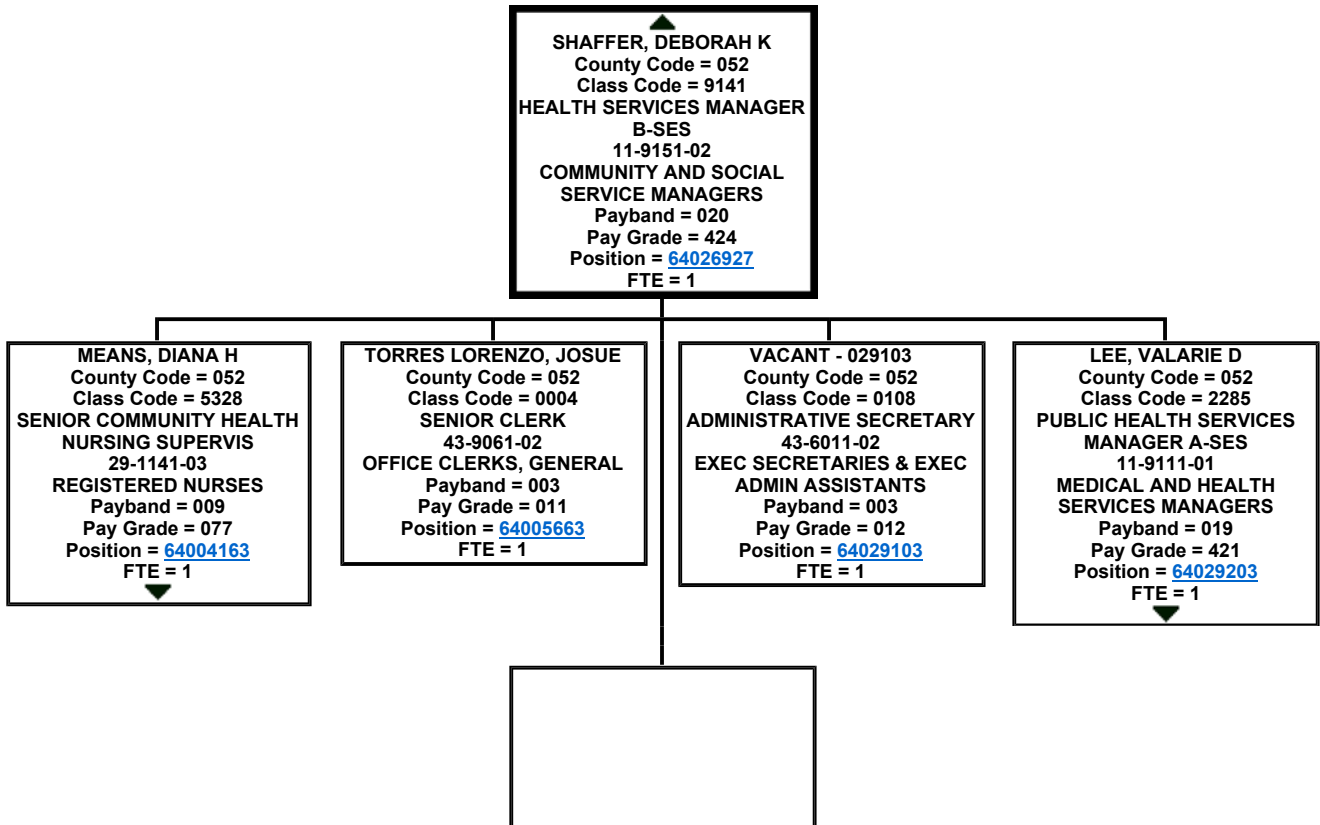 SHAFFER, DEBORAH K
County Code = 052
Class Code = 9141
HEALTH SERVICES MANAGER
B-SES
11-9151-02
COMMUNITY AND SOCIAL
SERVICE MANAGERS
Payband = 020
Pay Grade = 424
Position = 64026927
FTE = 1
MEANS, DIANA H
County Code = 052
Class Code = 5328
SENIOR COMMUNITY HEALTH
NURSING SUPERVIS
29-1141-03
REGISTERED NURSES
Payband = 009
Pay Grade = 077
Position = 64004163
FTE = 1
TORRES LORENZO, JOSUE
County Code = 052
Class Code = 0004
SENIOR CLERK
43-9061-02
OFFICE CLERKS, GENERAL
Payband = 003
Pay Grade = 011
Position = 64005663
FTE = 1
VACANT - 029103
County Code = 052
Class Code = 0108
ADMINISTRATIVE SECRETARY
43-6011-02
EXEC SECRETARIES & EXEC
ADMIN ASSISTANTS
Payband = 003
Pay Grade = 012
Position = 64029103
FTE = 1
LEE, VALARIE D
County Code = 052
Class Code = 2285
PUBLIC HEALTH SERVICES
MANAGER A-SES
11-9111-01
MEDICAL AND HEALTH
SERVICES MANAGERS
Payband = 019
Pay Grade = 421
Position = 64029203
FTE = 1